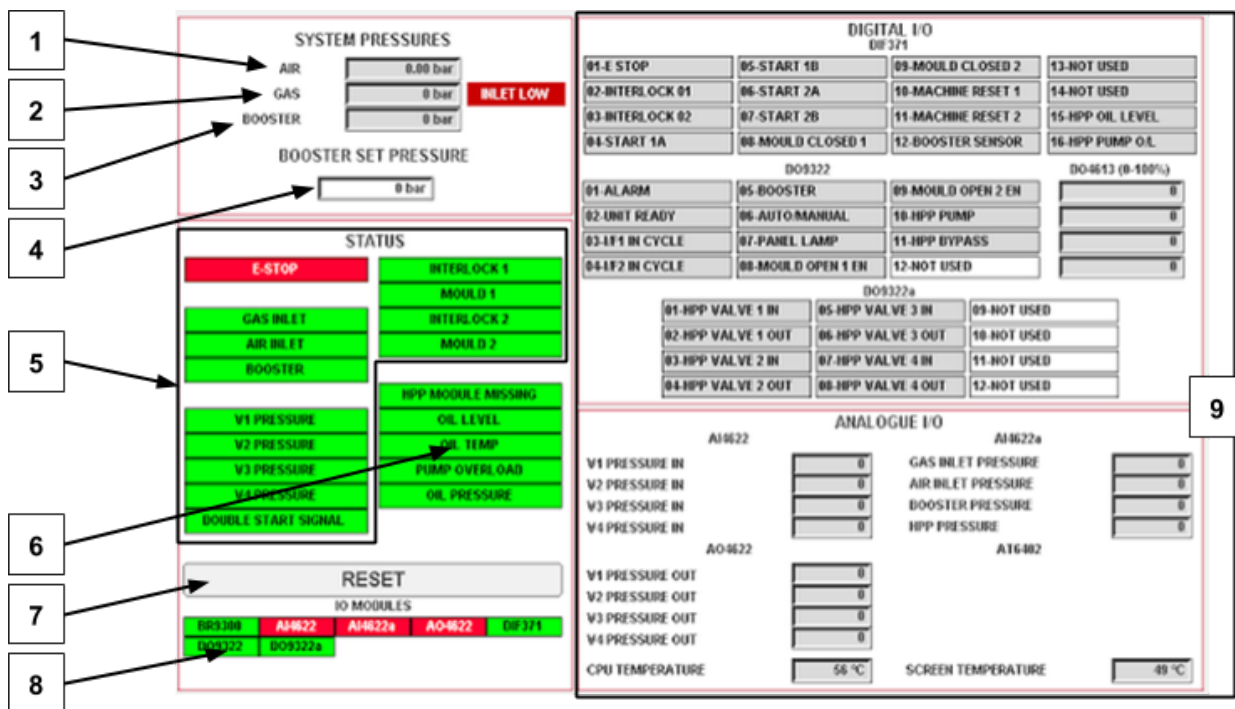 1
2
3
4
5
6
7
8
9
SYSTEM PRESSURES
AIR 0.00 bar
GAS 0 bar INLET LOW
BOOSTER 0 bar
BOOSTER SET PRESSURE
0 bar
STATUS
E-STOP INTERLOCK 1
MOULD 1
GAS INLET INTERLOCK 2
AIR INLET MOULD 2
BOOSTER
HPP MODULE MISSING
V1 PRESSURE OIL LEVEL
V2 PRESSURE OIL TEMP
V3 PRESSURE PUMP OVERLOAD
V4 PRESSURE OIL PRESSURE
DOUBLE START SIGNAL
RESET
IO MODULES
BR9300 AI4622 AI4622a AO4622 DIF371
DO9322 DO9322a
DIGITAL I/O
DIF371
01-E STOP 05-START 1B 09-MOULD CLOSED 2 13-NOT USED
02-INTERLOCK 01 06-START 2A 10-MACHINE RESET 1 14-NOT USED
03-INTERLOCK 02 07-START 2B 11-MACHINE RESET 2 15-HPP OIL LEVEL
04-START 1A 08-MOULD CLOSED 1 12-BOOSTER SENSOR 16-HPP PUMP O/L
DO9322 DO4613 (0-100%)
01-ALARM 05-BOOSTER 09-MOULD OPEN 2 EN 0
02-UNIT READY 06-AUTO/MANUAL 10-HPP PUMP 0
03-I/F1 IN CYCLE 07-PANEL LAMP 11-HPP BYPASS 0
04-I/F2 IN CYCLE 08-MOULD OPEN 1 EN 12-NOT USED 0
DO9322a
01-HPP VALVE 1 IN 05-HPP VALVE 3 IN 09-NOT USED
02-HPP VALVE 1 OUT 06-HPP VALVE 3 OUT 10-NOT USED
03-HPP VALVE 2 IN 07-HPP VALVE 4 IN 11-NOT USED
04-HPP VALVE 2 OUT 08-HPP VALVE 4 OUT 12-NOT USED
ANALOGUE I/O
AI4622 AI4622a
V1 PRESSURE IN 0 GAS INLET PRESSURE 0
V2 PRESSURE IN 0 AIR INLET PRESSURE 0
V3 PRESSURE IN 0 BOOSTER PRESSURE 0
V4 PRESSURE IN 0 HPP PRESSURE 0
AO4622 AT6402
V1 PRESSURE OUT 0
V2 PRESSURE OUT 0
V3 PRESSURE OUT 0
V4 PRESSURE OUT 0
CPU TEMPERATURE 56 °C SCREEN TEMPERATURE 49 °C